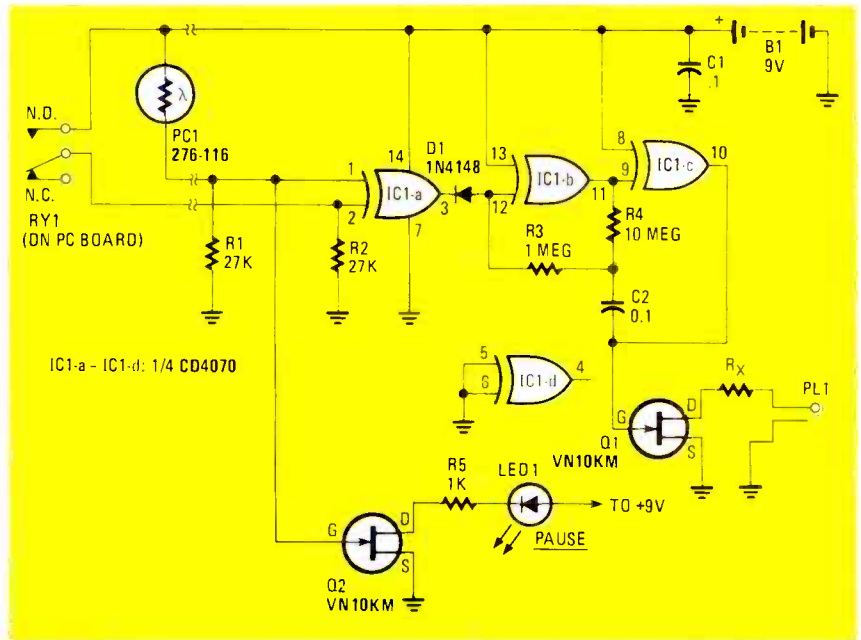 N.O.
N.C.
RY1
(ON PC BOARD)
λ
PC1
276-116
R1
27K
1
2
R2
27K
14
IC1-a
3
7
D1
1N4148
13
12
IC1-b
11
R3
1 MEG
8
9
IC1-c
10
R4
10 MEG
C2
0.1
C1
.1
+
B1
9V
IC1-a – IC1-d: 1/4 CD4070
5
6
IC1-d
4
G
D
S
Q1
VN10KM
RX
PL1
R5
1K
LED1
TO +9V
PAUSE
G
D
S
Q2
VN10KM